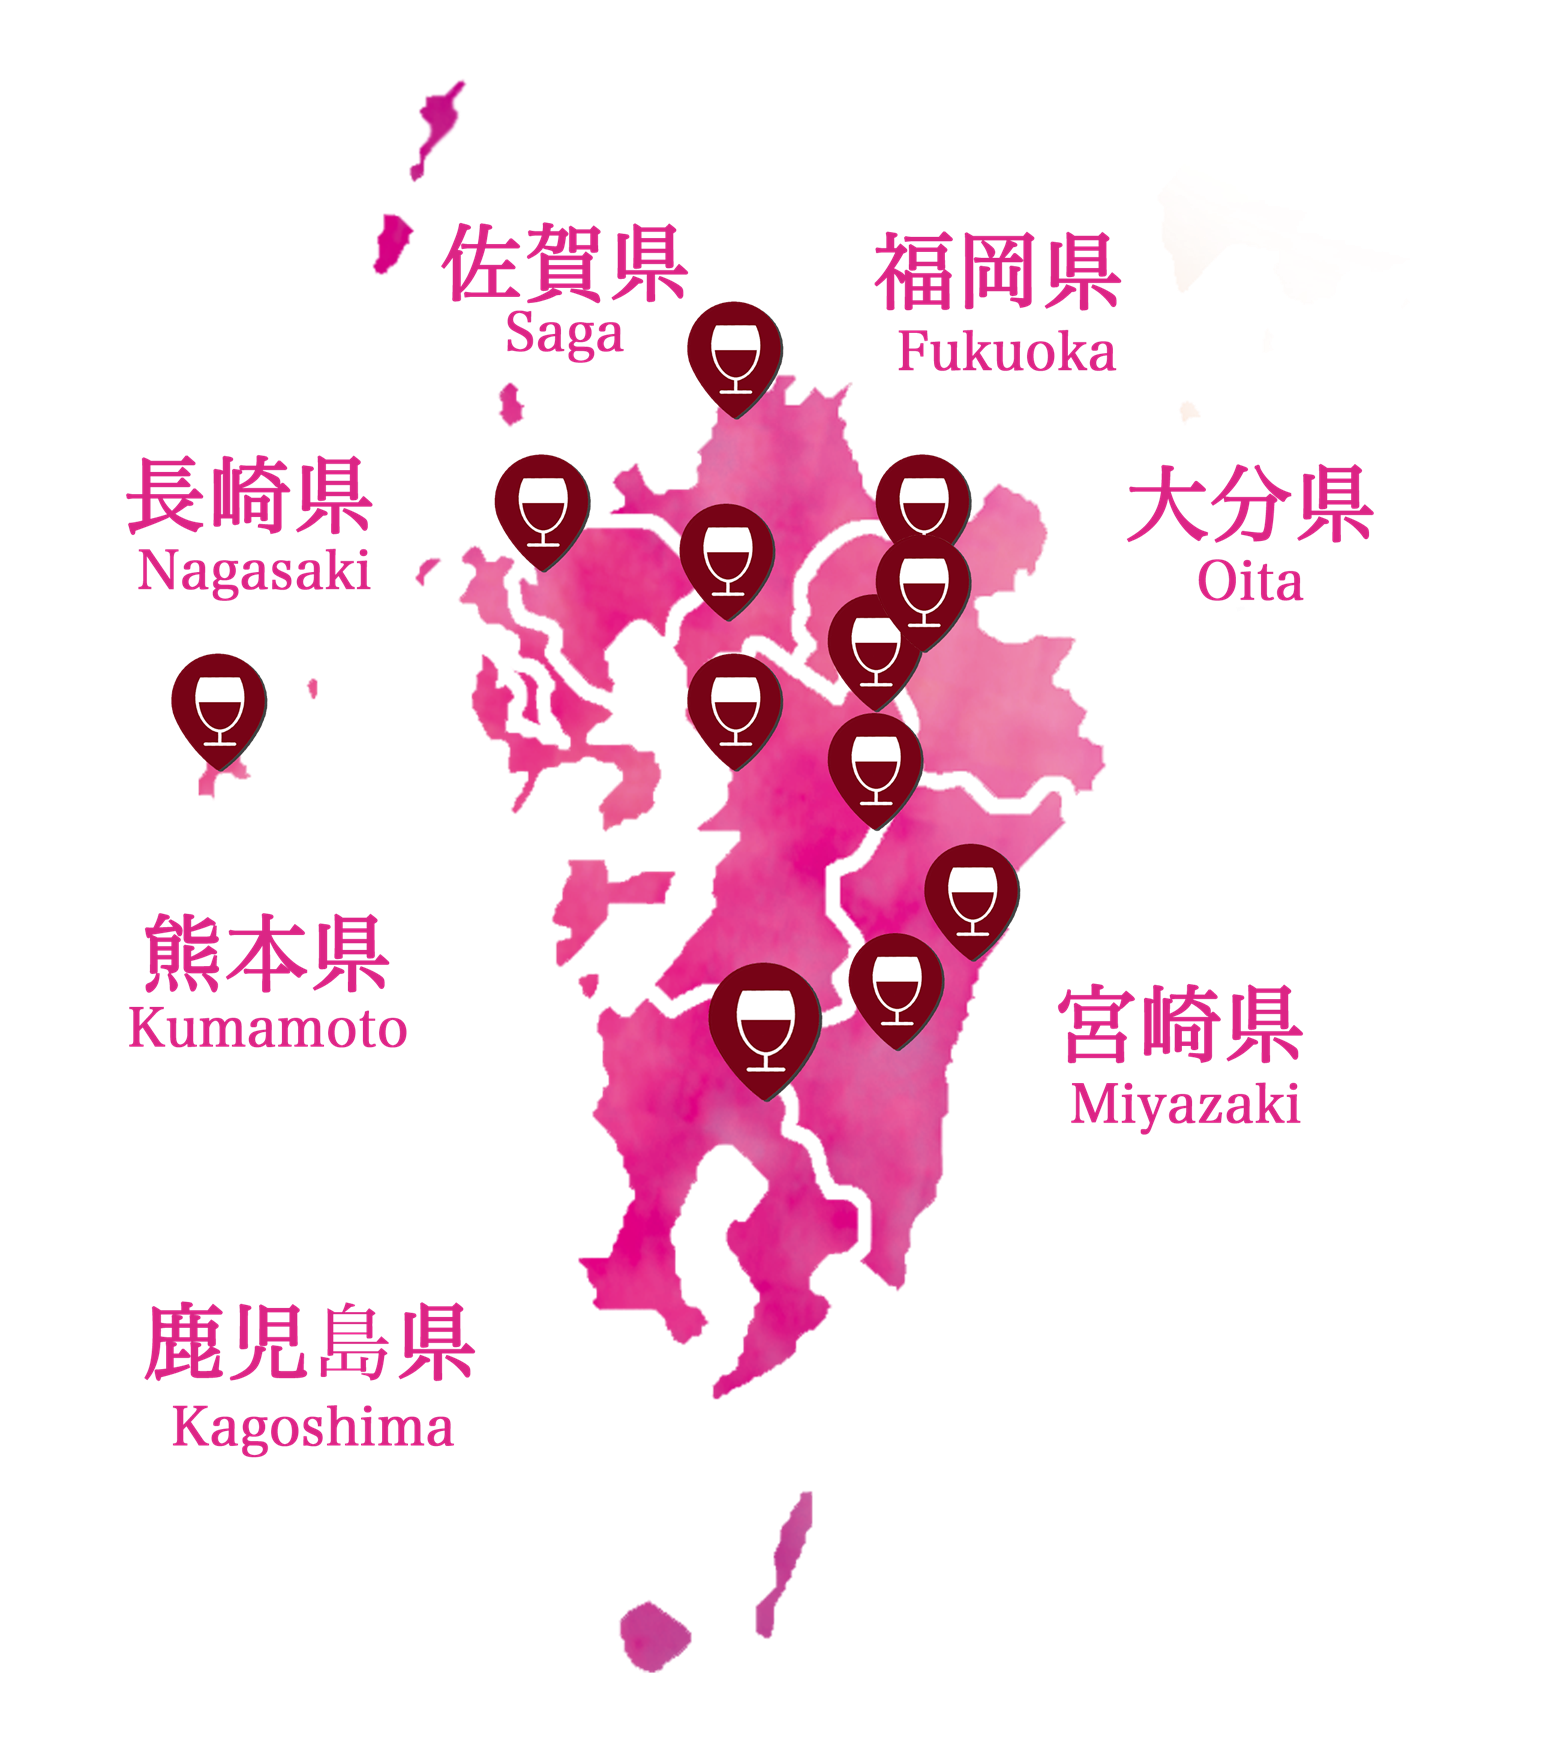 佐賀県
Saga
福岡県
Fukuoka
長崎県
Nagasaki
大分県
Oita
熊本県
Kumamoto
宮崎県
Miyazaki
鹿児島県
Kagoshima